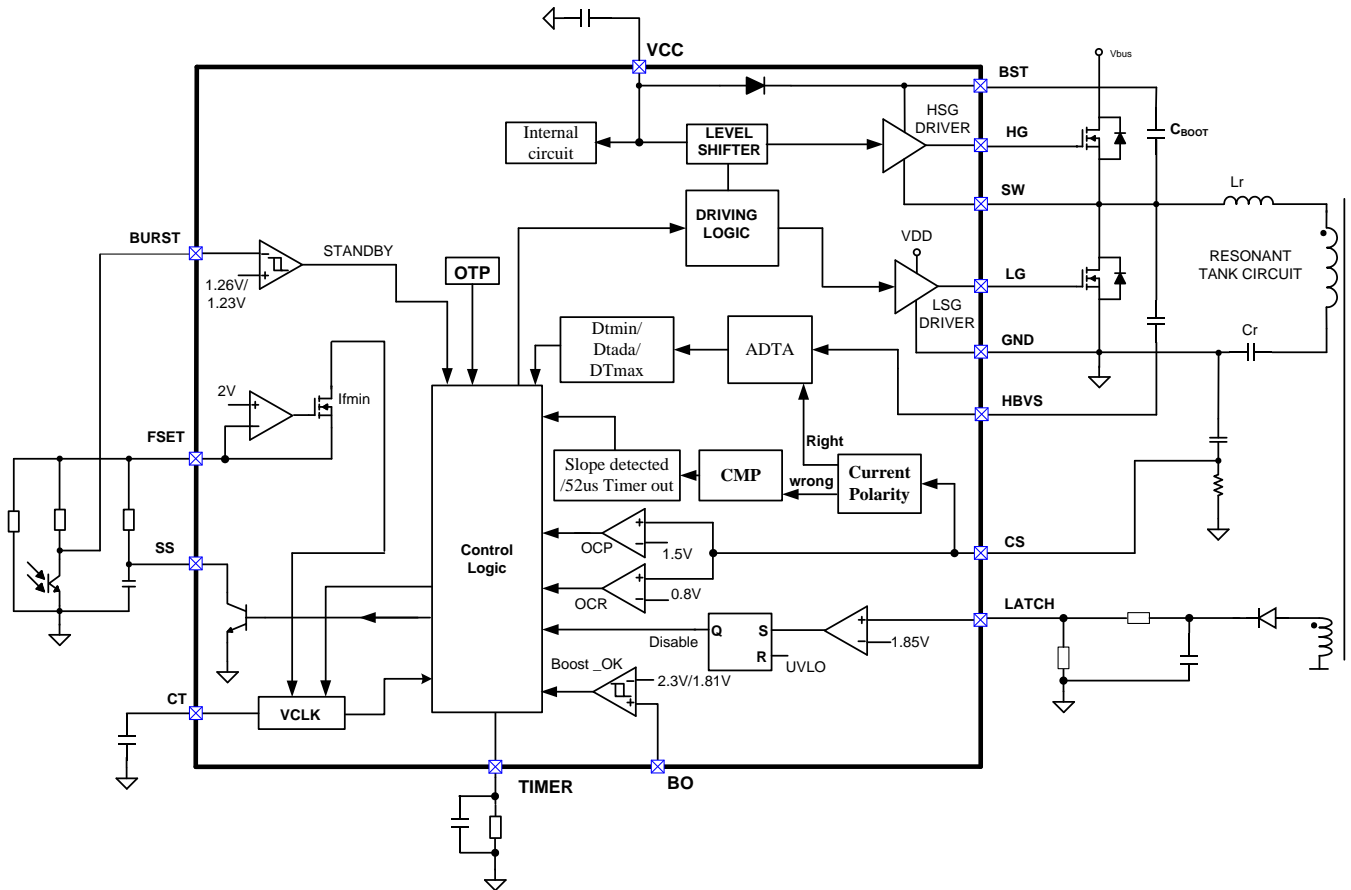 VCC
Vbus
BST
HSG
DRIVER
HG
CBOOT
Internal
circuit
LEVEL
SHIFTER
SW
Lr
DRIVING
LOGIC
BURST
STANDBY
VDD
RESONANT
TANK CIRCUIT
OTP
1.26V/
1.23V
LG
LSG
DRIVER
Dtmin/
Dtada/
DTmax
ADTA
GND
Cr
2V
Ifmin
HBVS
FSET
Right
Slope detected
/52us Timer out
CMP
wrong
Current
Polarity
SS
Control
Logic
+
−
OCP
1.5V
CS
+
−
OCR
0.8V
LATCH
Disable
Q
S
R
UVLO
+
−
1.85V
Boost _OK
2.3V/1.81V
CT
VCLK
TIMER
BO